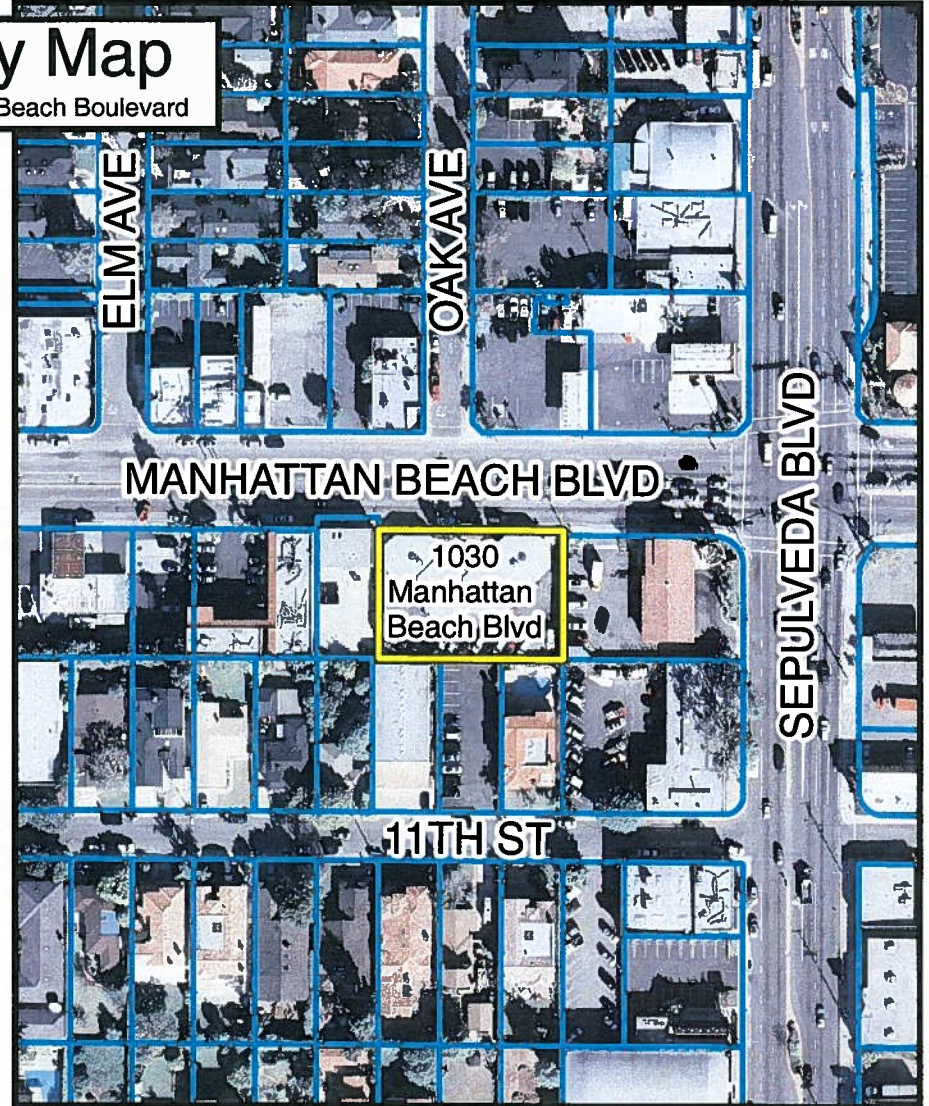 y Map
Beach Boulevard
ELM AVE
OAK AVE
MANHATTAN BEACH BLVD
SEPULVEDA BLVD
1030
Manhattan
Beach Blvd
11TH ST